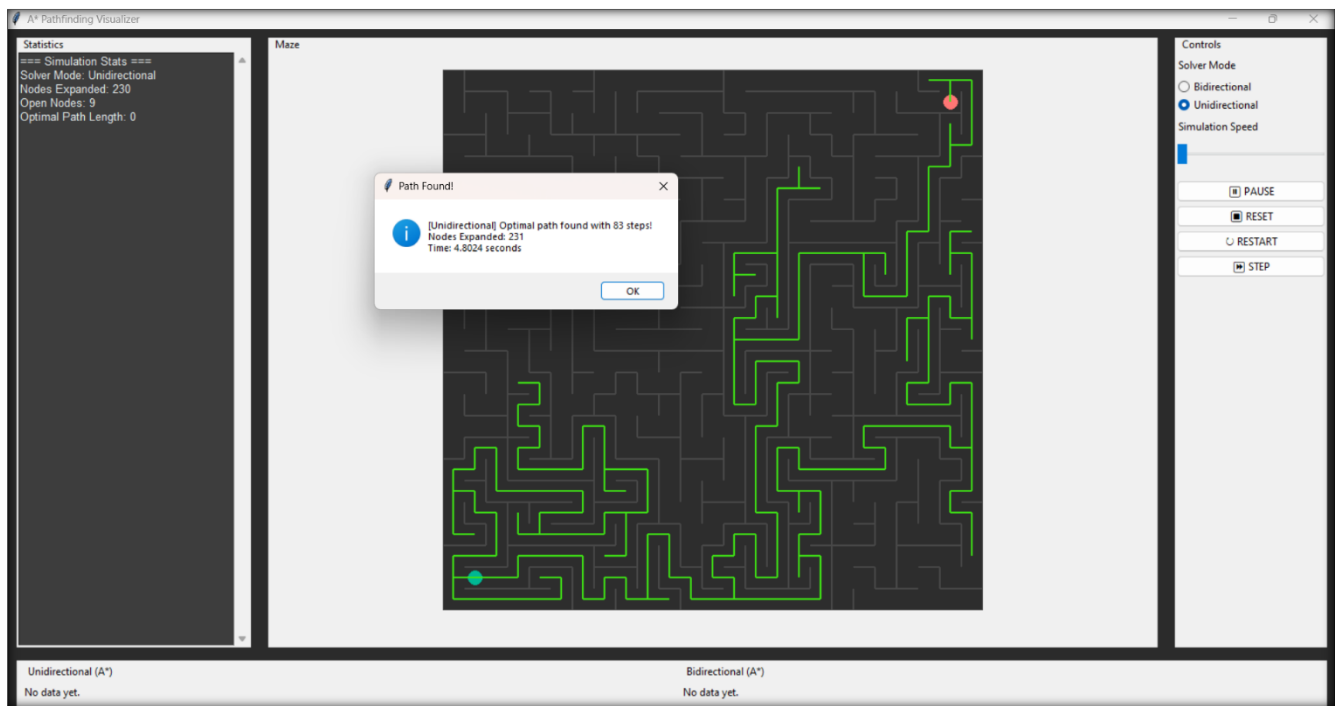 A* Pathfinding Visualizer
Statistics
=== Simulation Stats ===
Solver Mode: Unidirectional
Nodes Expanded: 230
Open Nodes: 9
Optimal Path Length: 0
Maze
Path Found!
[Unidirectional] Optimal path found with 83 steps!
Nodes Expanded: 231
Time: 4.8024 seconds
OK
Controls
Solver Mode
Bidirectional
Unidirectional
Simulation Speed
PAUSE
RESET
RESTART
STEP
Unidirectional (A*)
No data yet.
Bidirectional (A*)
No data yet.